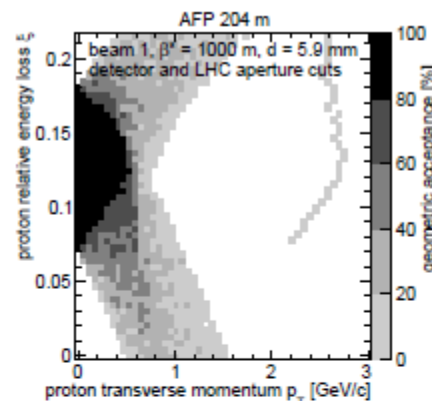 AFP 204 m
beam 1, β* = 1000 m, d = 5.9 mm
detector and LHC aperture cuts
proton relative energy loss ξ
0.2
0.15
0.1
0.05
0
0 1 2 3
proton transverse momentum p_T [GeV/c]
100
80
60
40
20
0
geometric acceptance [%]